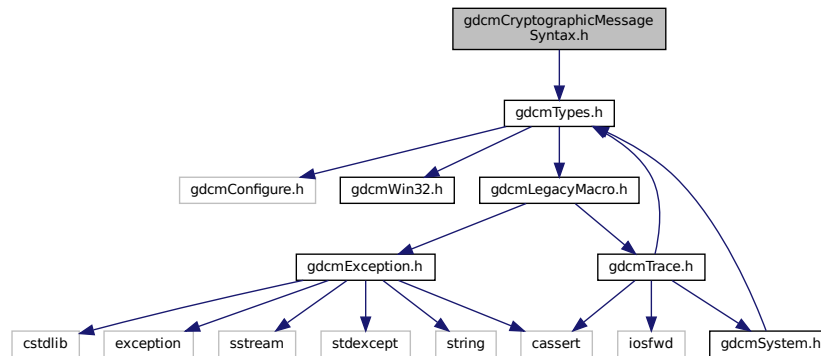 gdcmCryptographicMessage
Syntax.h
gdcmTypes.h
gdcmConfigure.h
gdcmWin32.h
gdcmLegacyMacro.h
gdcmException.h
gdcmTrace.h
cstdlib
exception
sstream
stdexcept
string
cassert
iosfwd
gdcmSystem.h